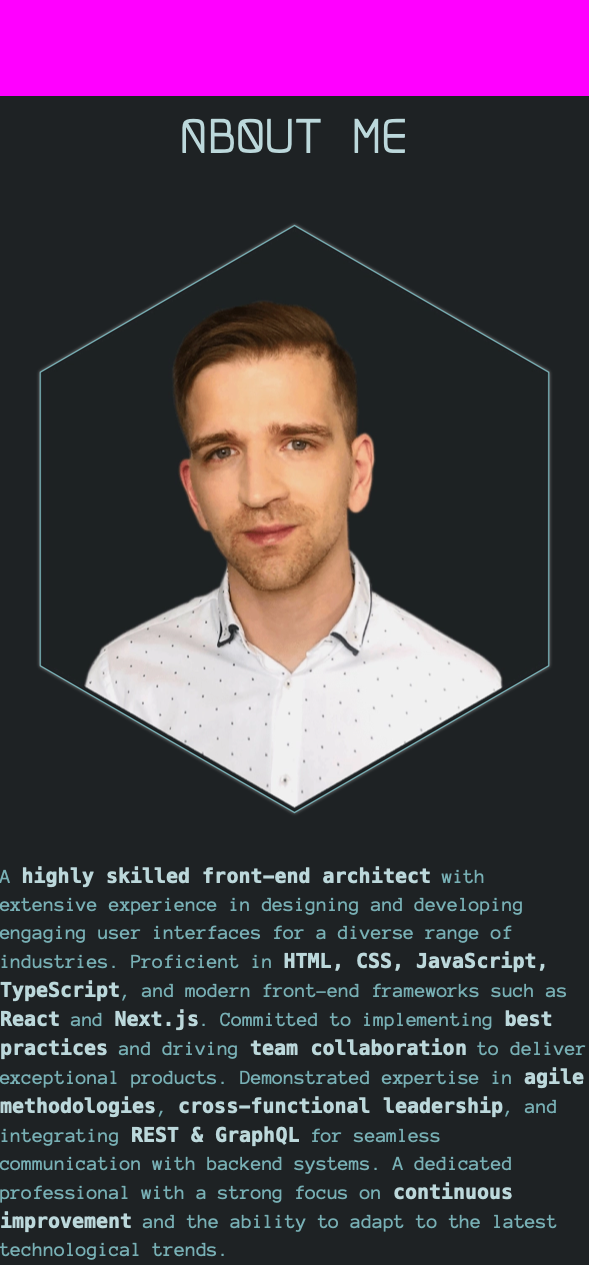 ABOUT ME
A highly skilled front-end architect with
extensive experience in designing and developing
engaging user interfaces for a diverse range of
industries. Proficient in HTML, CSS, JavaScript,
TypeScript, and modern front-end frameworks such as
React and Next.js. Committed to implementing best
practices and driving team collaboration to deliver
exceptional products. Demonstrated expertise in agile
methodologies, cross-functional leadership, and
integrating REST & GraphQL for seamless
communication with backend systems. A dedicated
professional with a strong focus on continuous
improvement and the ability to adapt to the latest
technological trends.